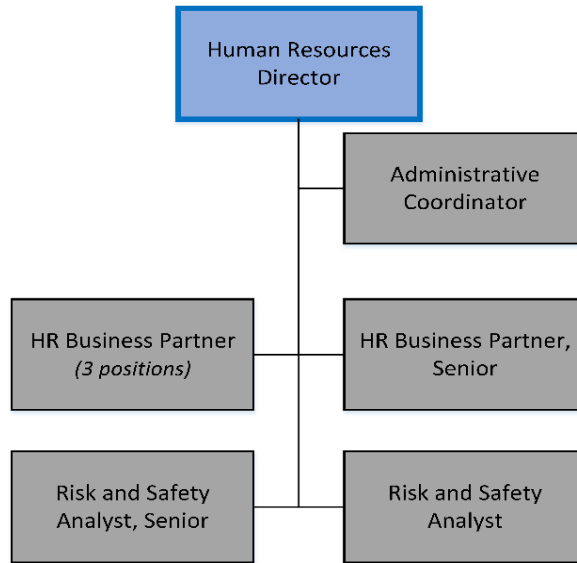 Human Resources
Director
Administrative
Coordinator
HR Business Partner
(3 positions)
HR Business Partner,
Senior
Risk and Safety
Analyst, Senior
Risk and Safety
Analyst